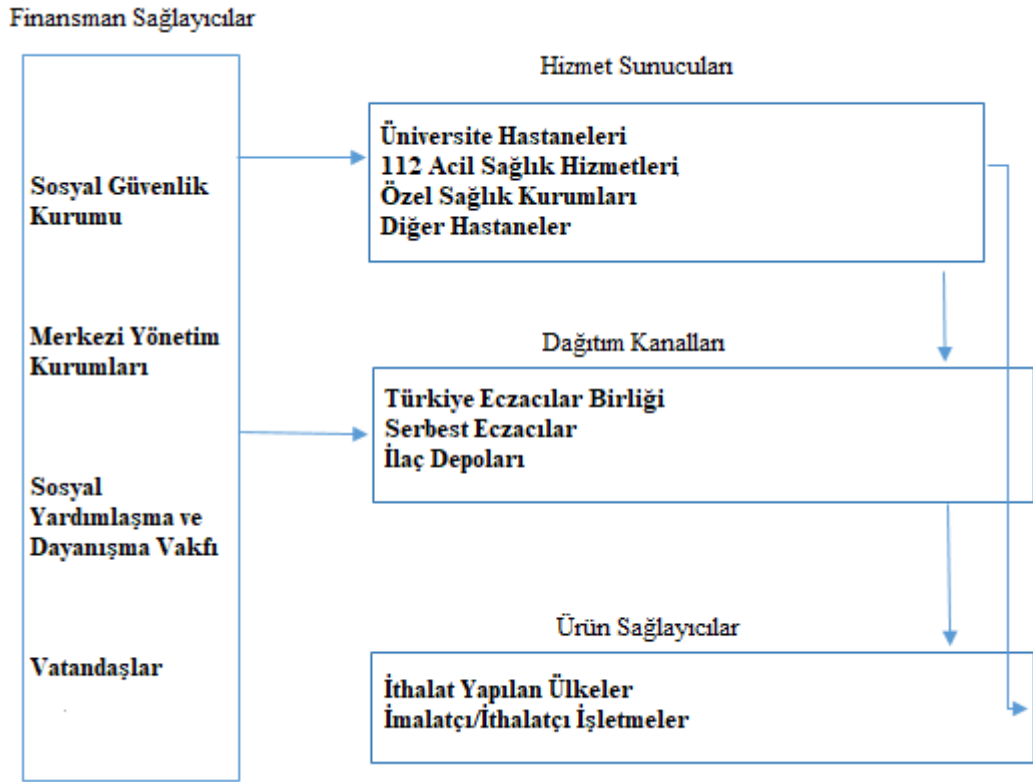 Finansman Sağlayıcılar
Sosyal Güvenlik
Kurumu
Merkezi Yönetim
Kurumları
Sosyal
Yardımlaşma ve
Dayanışma Vakfı
Vatandaşlar
Hizmet Sunucuları
Üniversite Hastaneleri
112 Acil Sağlık Hizmetleri
Özel Sağlık Kurumları
Diğer Hastaneler
Dağıtım Kanalları
Türkiye Eczacılar Birliği
Serbest Eczacılar
İlaç Depoları
Ürün Sağlayıcılar
İthalat Yapılan Ülkeler
İmalatçı/İthalatçı İşletmeler